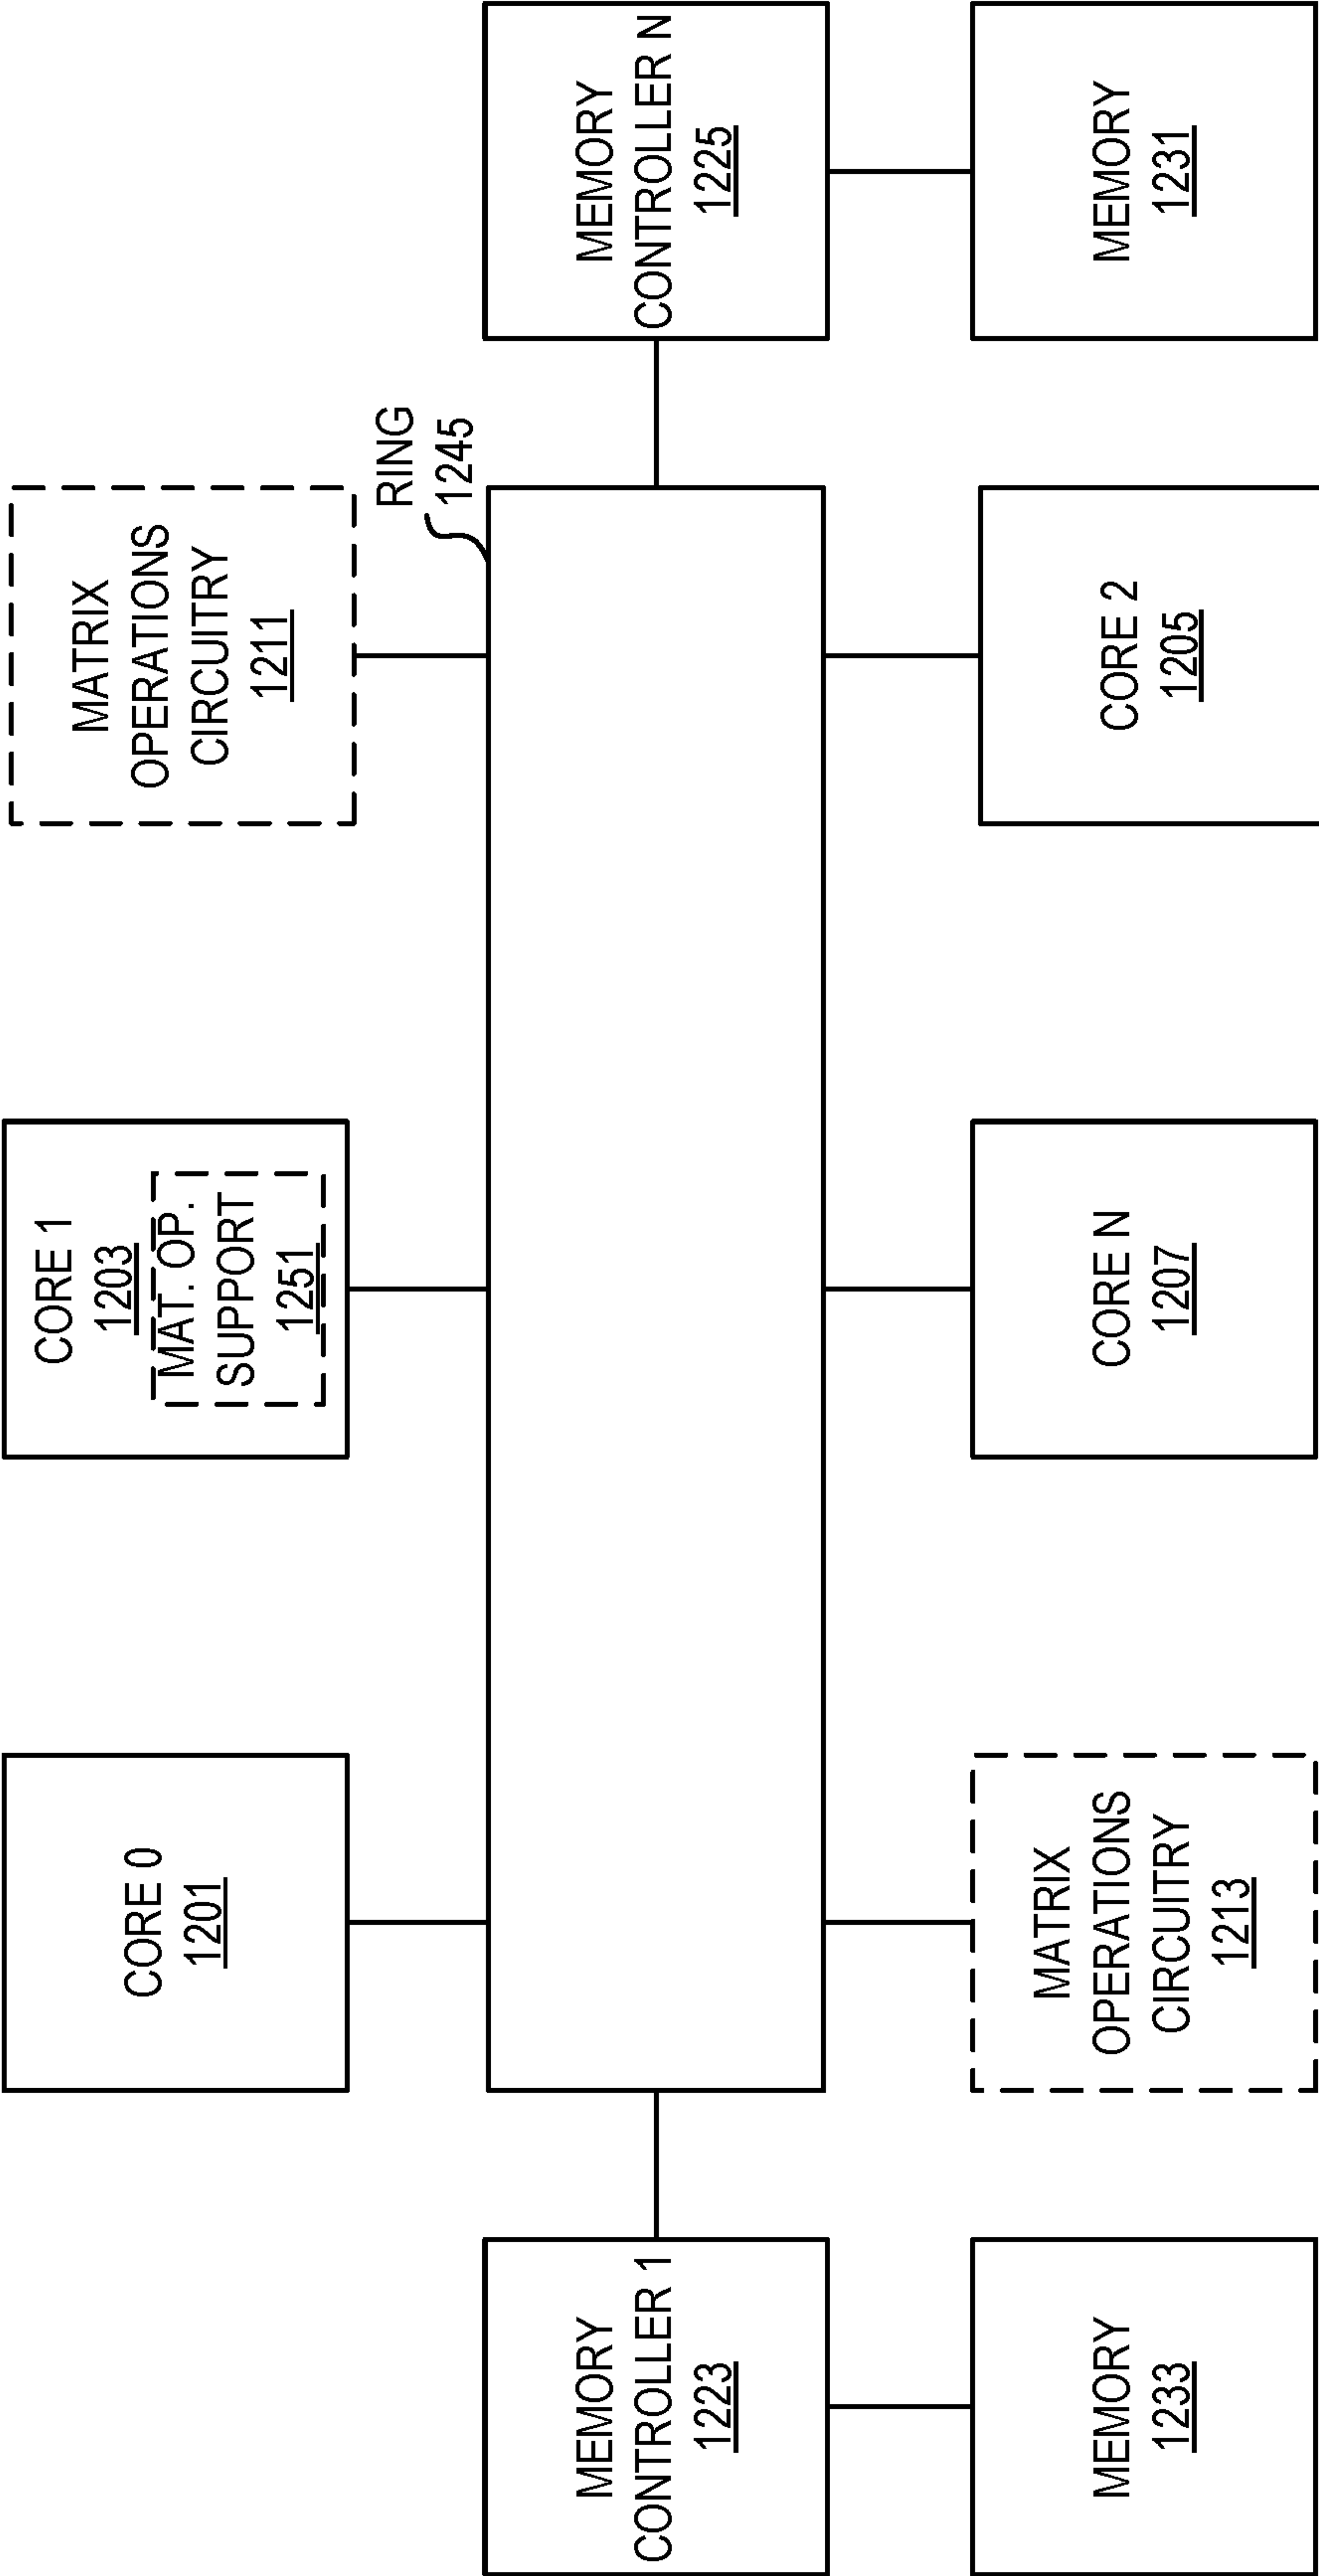 CORE 0
1201
CORE 1
1203
MAT. OP.
SUPPORT
1251
MATRIX
OPERATIONS
CIRCUITRY
1211
RING
1245
MEMORY
CONTROLLER 1
1223
MEMORY
CONTROLLER N
1225
MEMORY
1233
MATRIX
OPERATIONS
CIRCUITRY
1213
CORE N
1207
CORE 2
1205
MEMORY
1231